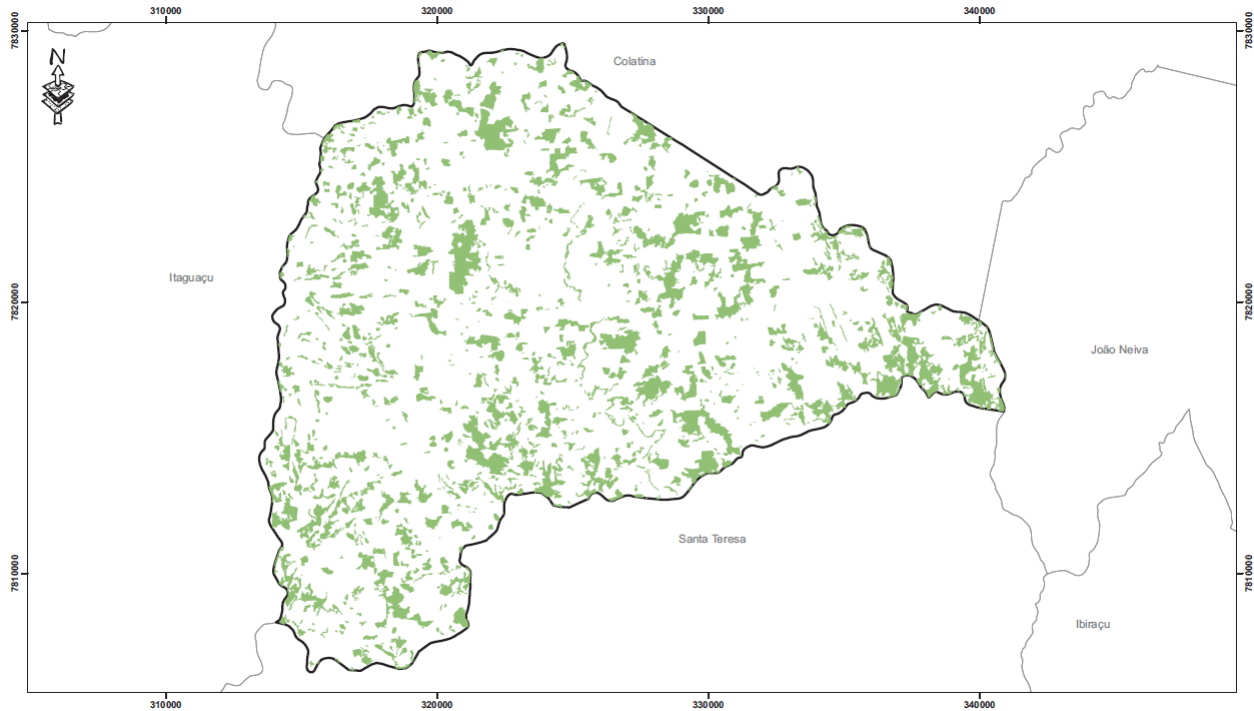 310000 320000 330000 340000
7830000 7830000
N
Colatina
Itaguaçu
7820000 7820000
João Neiva
Santa Teresa
7810000 7810000
Ibiraçu
310000 320000 330000 340000